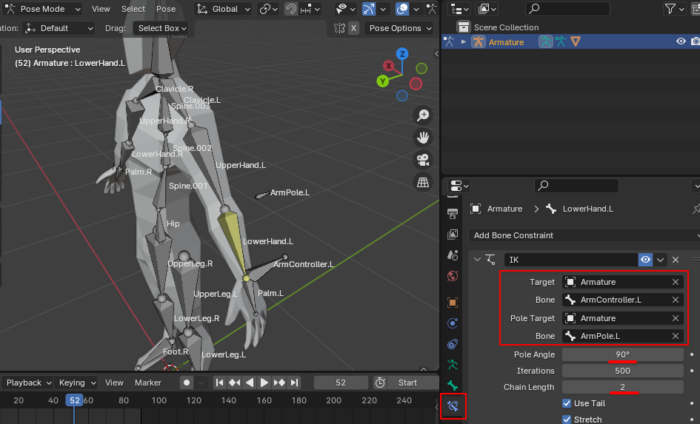 Pose Mode View Select Pose Global
tion: Default Drag: Select Box X Pose Options
User Perspective
(52) Armature : LowerHand.L
Z
X
Y
Clavicle.R
Clavicle.L
Spine.003
UpperHand.R
Spine.002
LowerHand.R
UpperHand.L
Palm.R
Spine.001
ArmPole.L
Hip
LowerHand.L
UpperLeg.R
ArmController.L
UpperLeg.L
Palm.L
LowerLeg.R
Foot.R
LowerLeg.L
Playback Keying View Marker 52 Start
20 40 52 60 80 100 120 140 160 180 200 220 240
Scene Collection
Armature
Armature > LowerHand.L
Add Bone Constraint
IK
Target Armature
Bone ArmController.L
Pole Target Armature
Bone ArmPole.L
Pole Angle 90°
Iterations 500
Chain Length 2
Use Tail
Stretch